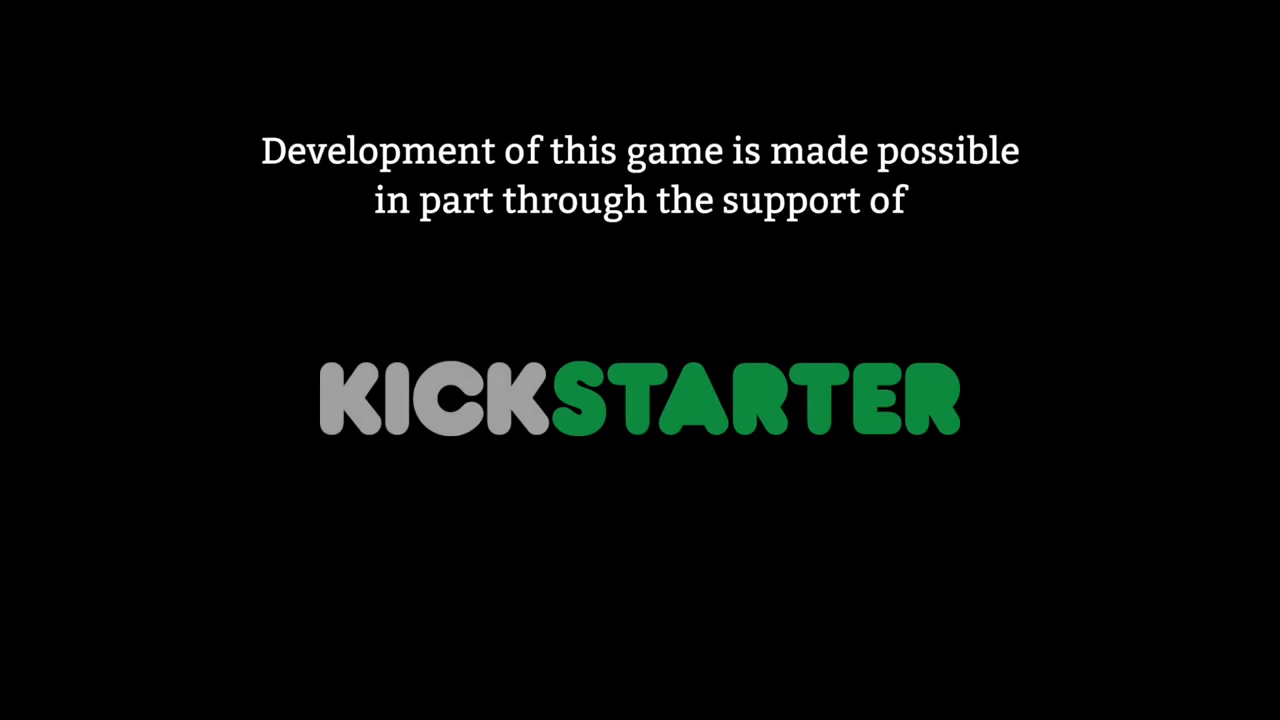 Development of this game is made possible
in part through the support of
KICKSTARTER